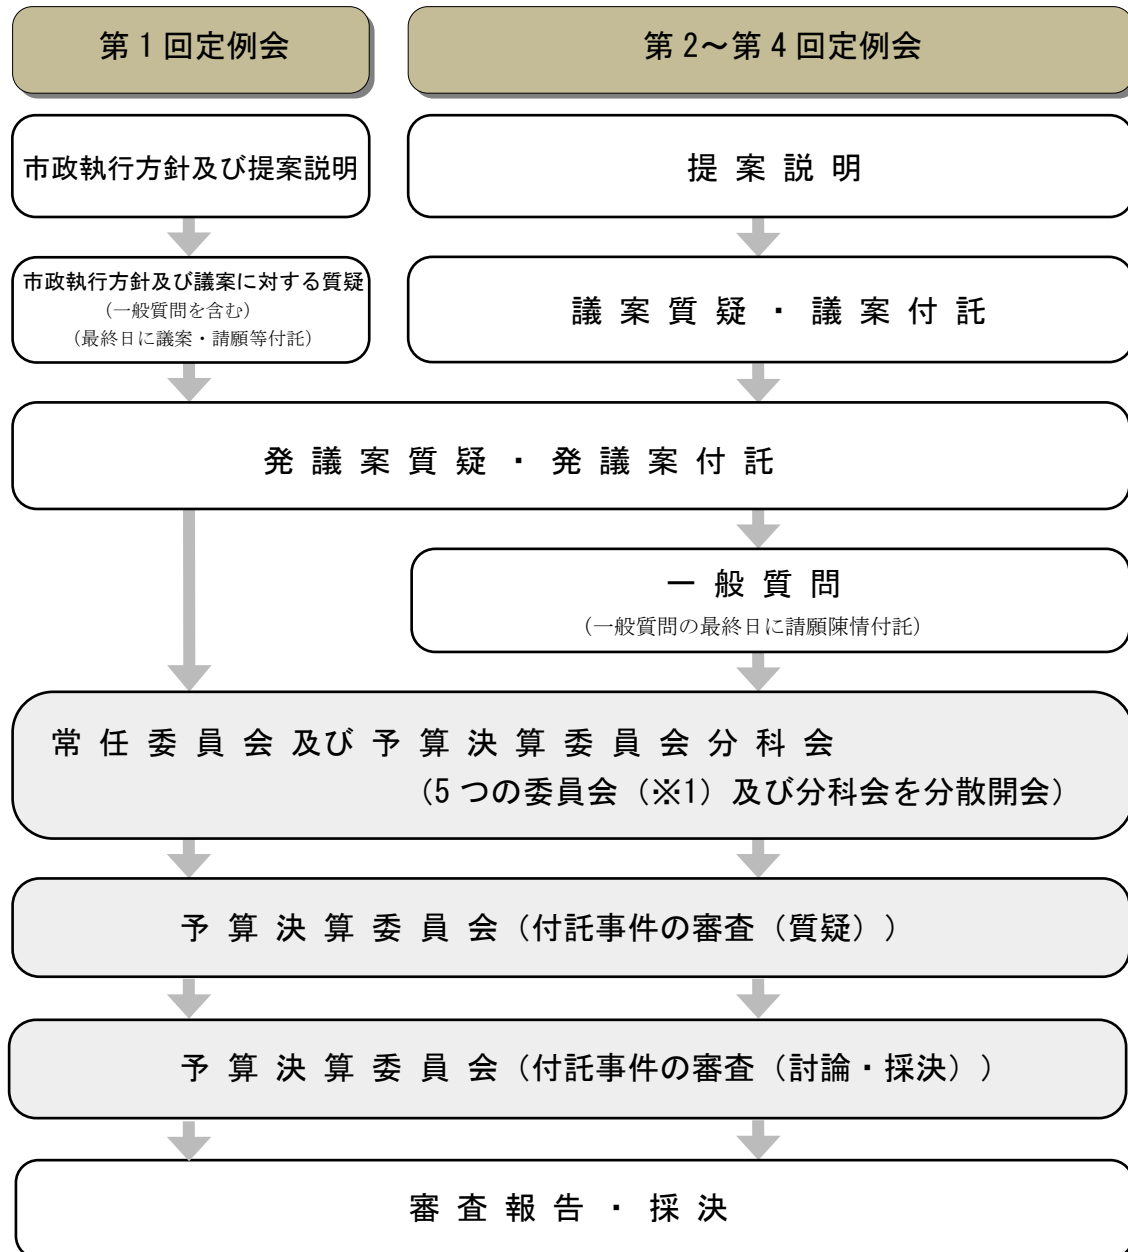 第1回定例会
第2～第4回定例会
市政執行方針及び提案説明
提案説明
市政執行方針及び議案に対する質疑
（一般質問を含む）
（最終日に議案・請願等付託）
議案質疑・議案付託
発議案質疑・発議案付託
一般質問
（一般質問の最終日に請願陳情付託）
常任委員会及び予算決算委員会分科会
（5つの委員会（※1）及び分科会を分散開会）
予算決算委員会（付託事件の審査（質疑））
予算決算委員会（付託事件の審査（討論・採決））
審査報告・採決